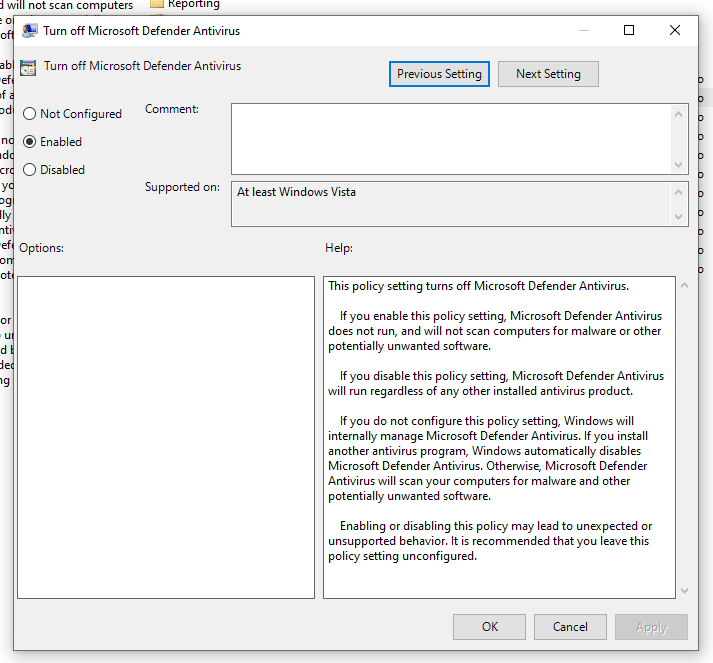 d will not scan computers
Reporting
Turn off Microsoft Defender Antivirus
Turn off Microsoft Defender Antivirus
Previous Setting
Next Setting
Not Configured
Comment:
Enabled
Disabled
Supported on:
At least Windows Vista
Options:
Help:
This policy setting turns off Microsoft Defender Antivirus.
If you enable this policy setting, Microsoft Defender Antivirus
does not run, and will not scan computers for malware or other
potentially unwanted software.
If you disable this policy setting, Microsoft Defender Antivirus
will run regardless of any other installed antivirus product.
If you do not configure this policy setting, Windows will
internally manage Microsoft Defender Antivirus. If you install
another antivirus program, Windows automatically disables
Microsoft Defender Antivirus. Otherwise, Microsoft Defender
Antivirus will scan your computers for malware and other
potentially unwanted software.
Enabling or disabling this policy may lead to unexpected or
unsupported behavior. It is recommended that you leave this
policy setting unconfigured.
OK
Cancel
Apply